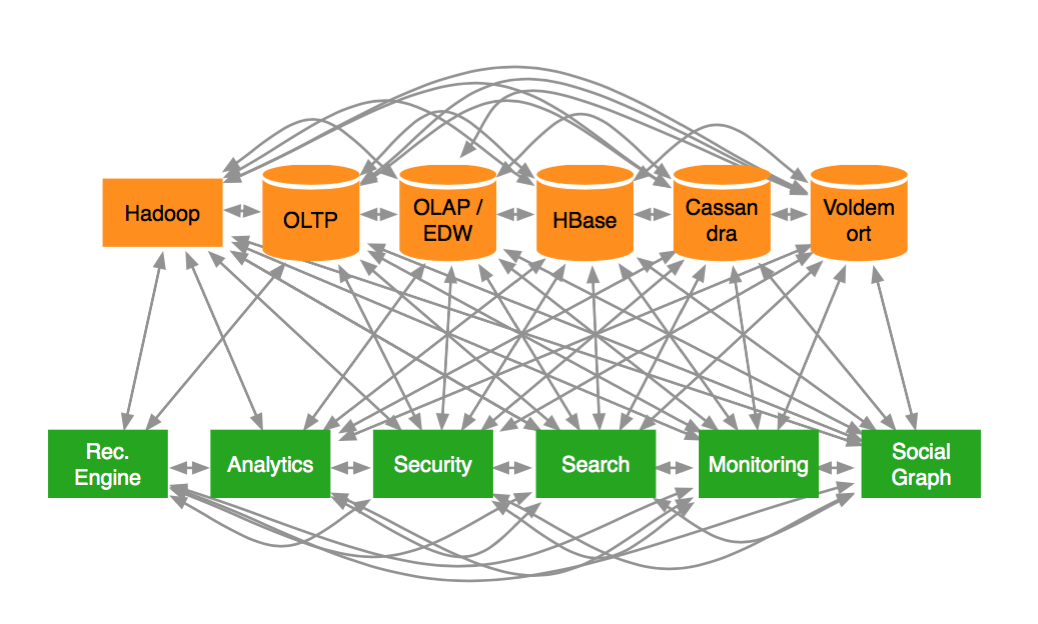 Hadoop
OLTP
OLAP /
EDW
HBase
Cassan
dra
Voldem
ort
Rec.
Engine
Analytics
Security
Search
Monitoring
Social
Graph